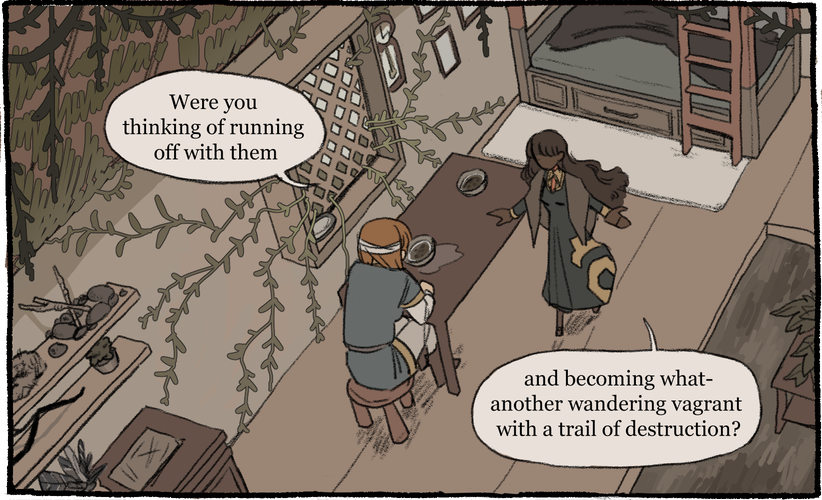 Were you
thinking of running
off with them
and becoming what-
another wandering vagrant
with a trail of destruction?